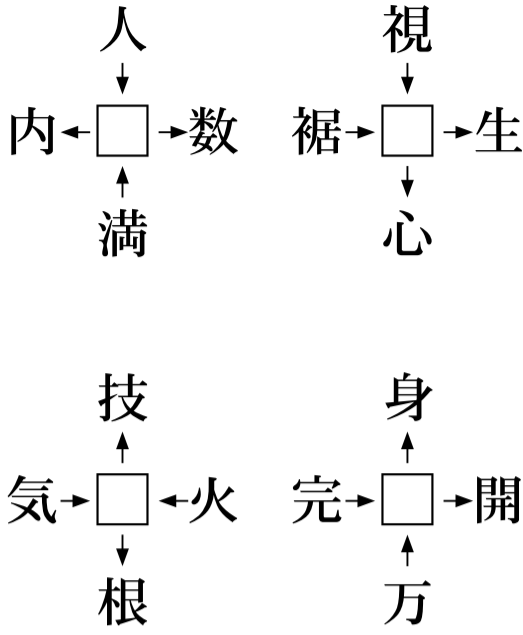 人 視
内 数 裾 生
満 心
技 身
気 火 完 開
根 万